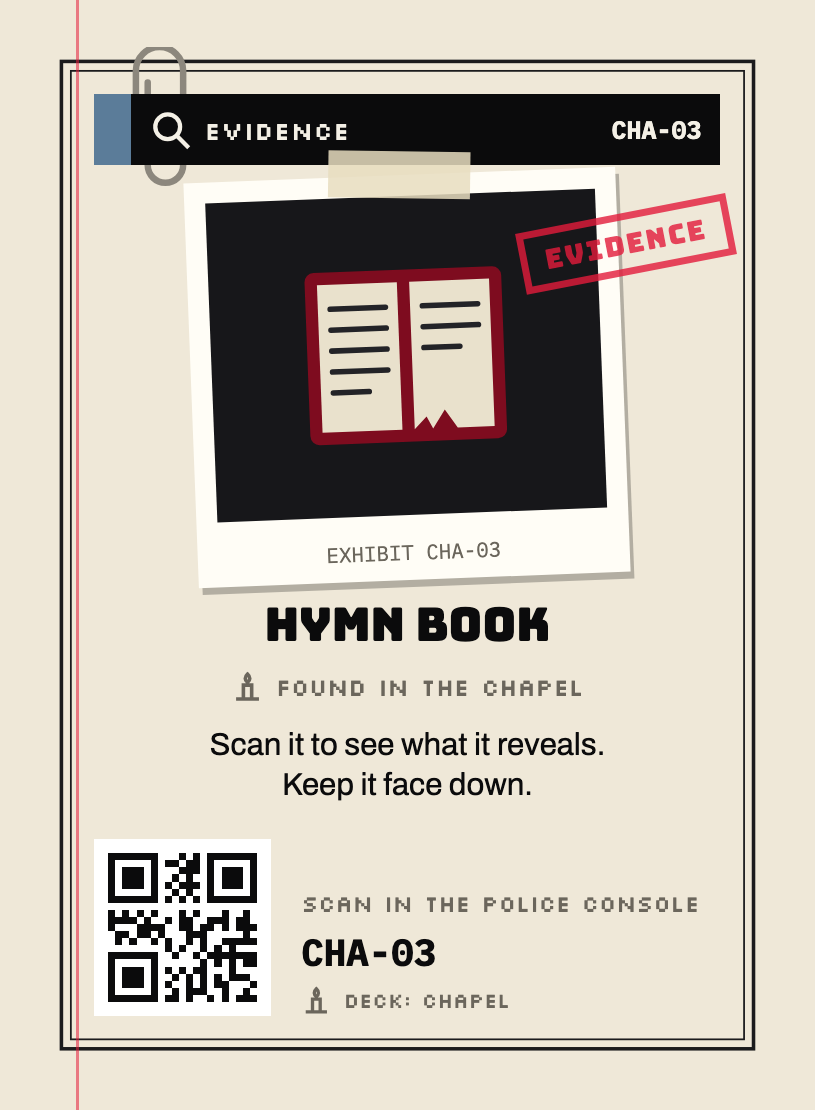 EVIDENCE
CHA-03
EVIDENCE
EXHIBIT CHA-03
HYMN BOOK
FOUND IN THE CHAPEL
Scan it to see what it reveals.
Keep it face down.
SCAN IN THE POLICE CONSOLE
CHA-03
DECK: CHAPEL